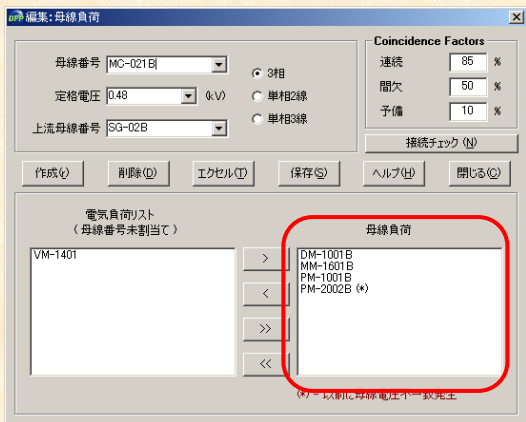 DPP 編集:母線負荷
母線番号 MC-021B
定格電圧 0.48 (kV)
上流母線番号 SG-02B
3相
単相2線
単相3線
Coincidence Factors
連続 85 %
間欠 50 %
予備 10 %
接続チェック(N)
作成(y) 削除(D) エクセル(T) 保存(S) ヘルプ(H) 閉じる(C)
電気負荷リスト
(母線番号未割当て)
VM-1401
>
<
>>
<<
母線負荷
DM-1001B
MM-1601B
PM-1001B
PM-2002B (*)
(*) - 以前に母線電圧不一致発生